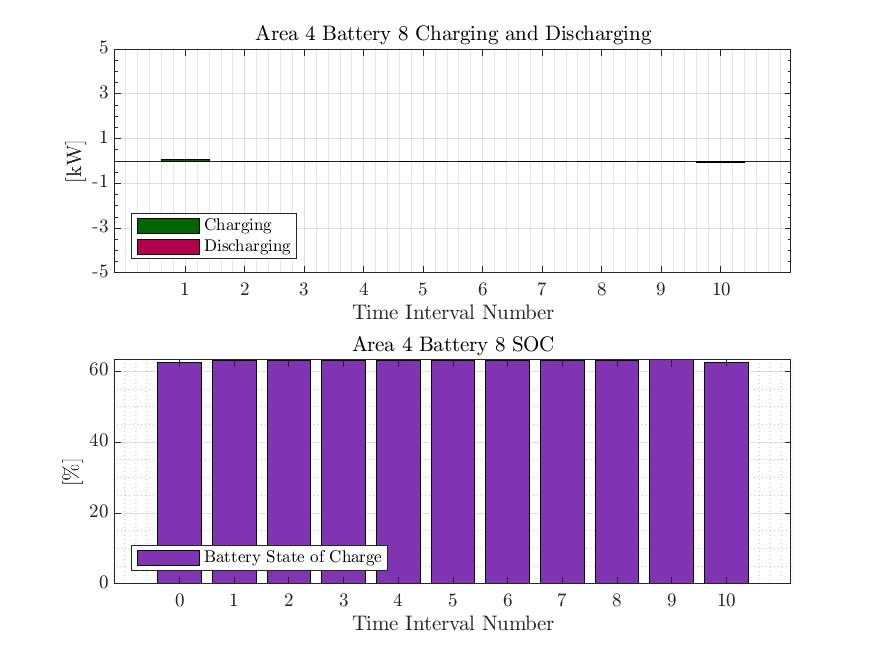 Area 4 Battery 8 Charging and Discharging
5
3
1
-1
-3
-5
[kW]
Charging
Discharging
1 2 3 4 5 6 7 8 9 10
Time Interval Number
Area 4 Battery 8 SOC
60
40
20
0
[%]
Battery State of Charge
0 1 2 3 4 5 6 7 8 9 10
Time Interval Number